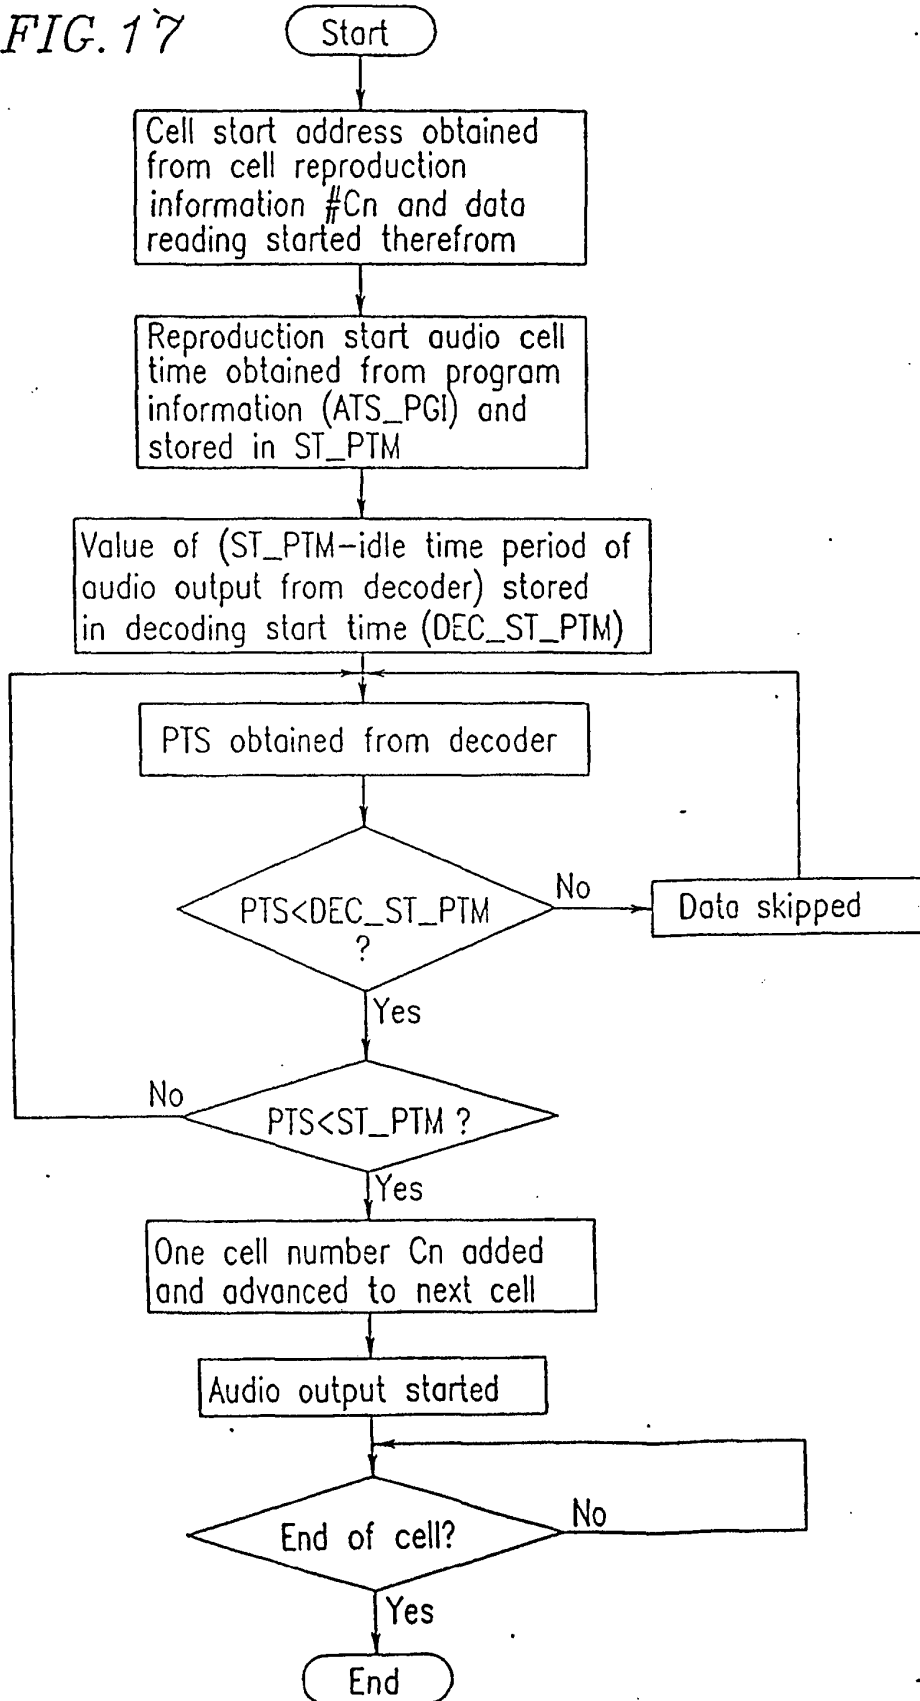 FIG. 17
Start
Cell start address obtained
from cell reproduction
information #Cn and data
reading started therefrom
Reproduction start audio cell
time obtained from program
information (ATS_PGI) and
stored in ST_PTM
Value of (ST_PTM-idle time period of
audio output from decoder) stored
in decoding start time (DEC_ST_PTM)
PTS obtained from decoder
PTS<DEC_ST_PTM
?
No
Data skipped
Yes
No
PTS<ST_PTM ?
Yes
One cell number Cn added
and advanced to next cell
Audio output started
End of cell?
No
Yes
End